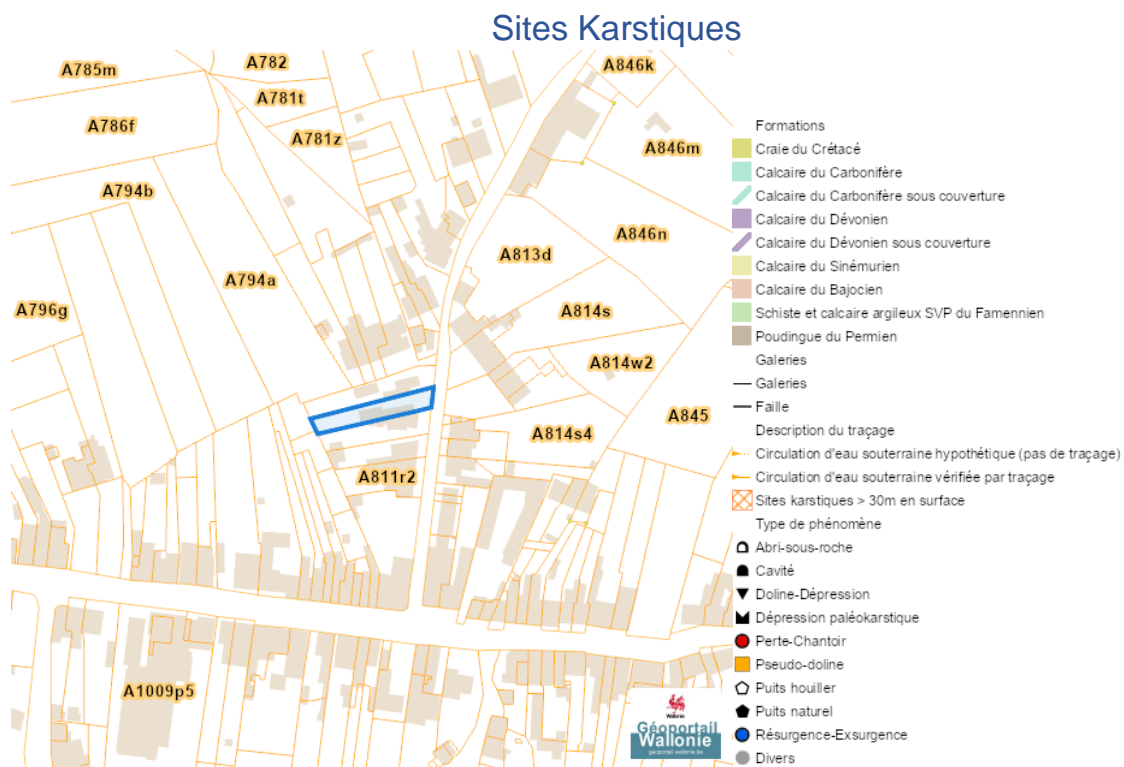 Sites Karstiques
A785m
A782
A846k
A781t
A786f
A781z
A846m
A794b
A846n
A813d
A794a
A796g
A814s
A814w2
A845
A814s4
A811r2
A1009p5
Wallonie
Géoportail
Wallonie
geoportail.wallonie.be
Formations
Craie du Crétacé
Calcaire du Carbonifère
Calcaire du Carbonifère sous couverture
Calcaire du Dévonien
Calcaire du Dévonien sous couverture
Calcaire du Sinémurien
Calcaire du Bajocien
Schiste et calcaire argileux SVP du Famennien
Poudingue du Permien
Galeries
Galeries
Faille
Description du traçage
Circulation d'eau souterraine hypothétique (pas de traçage)
Circulation d'eau souterraine vérifiée par traçage
Sites karstiques > 30m en surface
Type de phénomène
Abri-sous-roche
Cavité
Doline-Dépression
Dépression paléokarstique
Perte-Chantoir
Pseudo-doline
Puits houiller
Puits naturel
Résurgence-Exsurgence
Divers